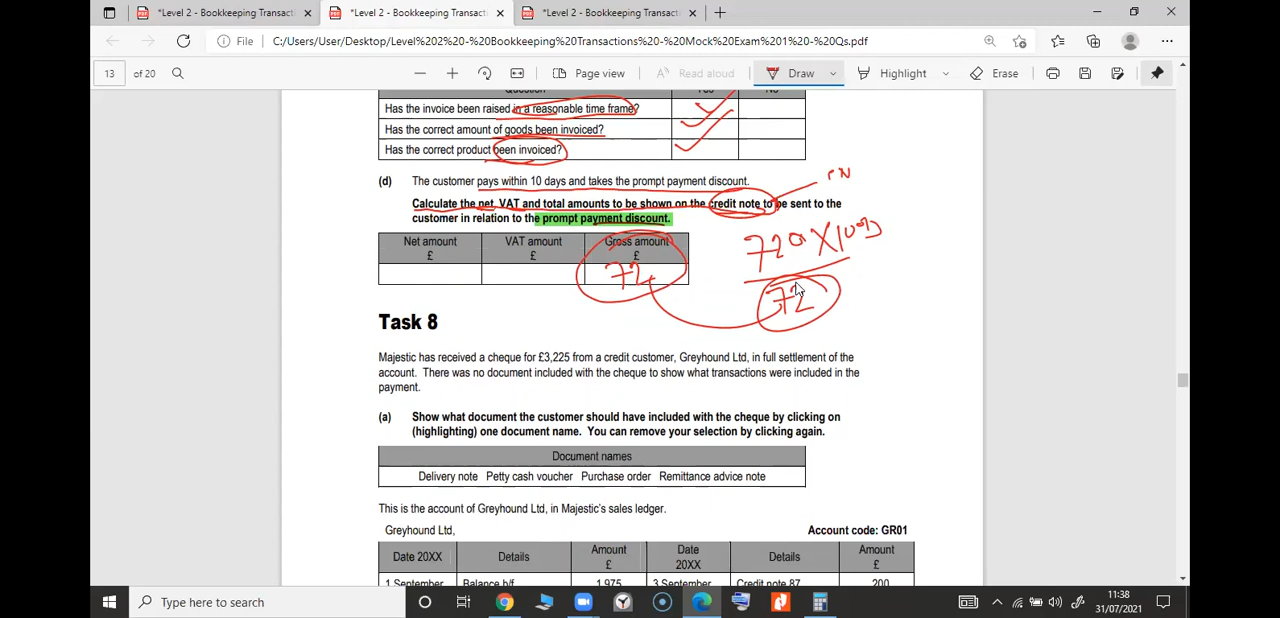 *Level 2 - Bookkeeping Transacti
*Level 2 - Bookkeeping Transacti
*Level 2 - Bookkeeping Transacti
File C:/Users/User/Desktop/Level%202%20-%20Bookkeeping%20Transactions%20-%20Mock%20Exam%201%20-%20Qs.pdf
13 of 20 Page view Read aloud Draw Highlight Erase
Question Yes No
Has the invoice been raised in a reasonable time frame?
Has the correct amount of goods been invoiced?
Has the correct product been invoiced?
CN
(d) The customer pays within 10 days and takes the prompt payment discount.
Calculate the net, VAT and total amounts to be shown on the credit note to be sent to the
customer in relation to the prompt payment discount.
720 X 10%
Net amount VAT amount Gross amount
£ £ £
72
72
Task 8
Majestic has received a cheque for £3,225 from a credit customer, Greyhound Ltd, in full settlement of the
account. There was no document included with the cheque to show what transactions were included in the
payment.
(a) Show what document the customer should have included with the cheque by clicking on
(highlighting) one document name. You can remove your selection by clicking again.
Document names
Delivery note Petty cash voucher Purchase order Remittance advice note
This is the account of Greyhound Ltd, in Majestic's sales ledger.
Greyhound Ltd, Account code: GR01
Date 20XX Details Amount £ Date 20XX Details Amount £
1 September Balance b/f 1,975 3 September Credit note 87 200
Type here to search
11:38
31/07/2021